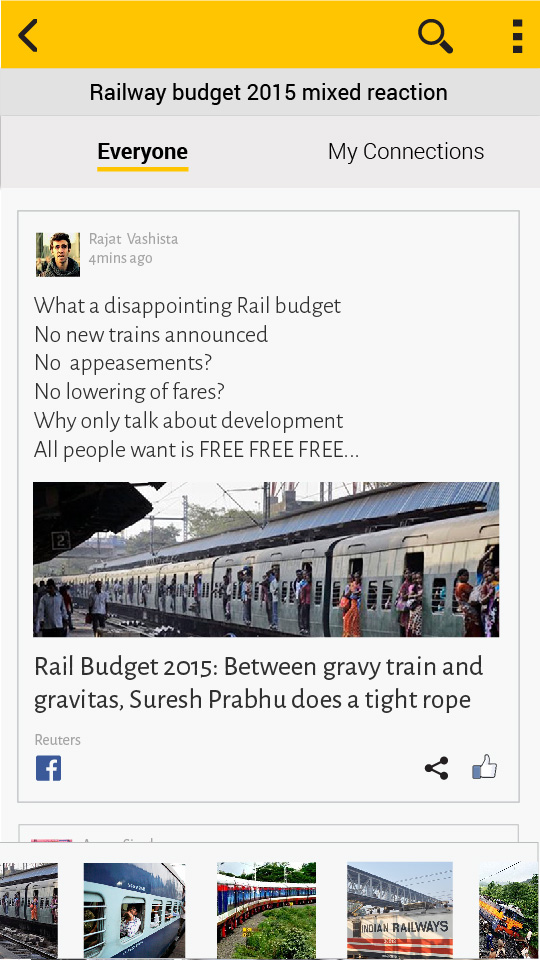 Railway budget 2015 mixed reaction
Everyone
My Connections
Rajat Vashista
4mins ago
What a disappointing Rail budget
No new trains announced
No appeasements?
No lowering of fares?
Why only talk about development
All people want is FREE FREE FREE...
2
Rail Budget 2015: Between gravy train and
gravitas, Suresh Prabhu does a tight rope
Reuters
f
INDIAN RAILWAYS